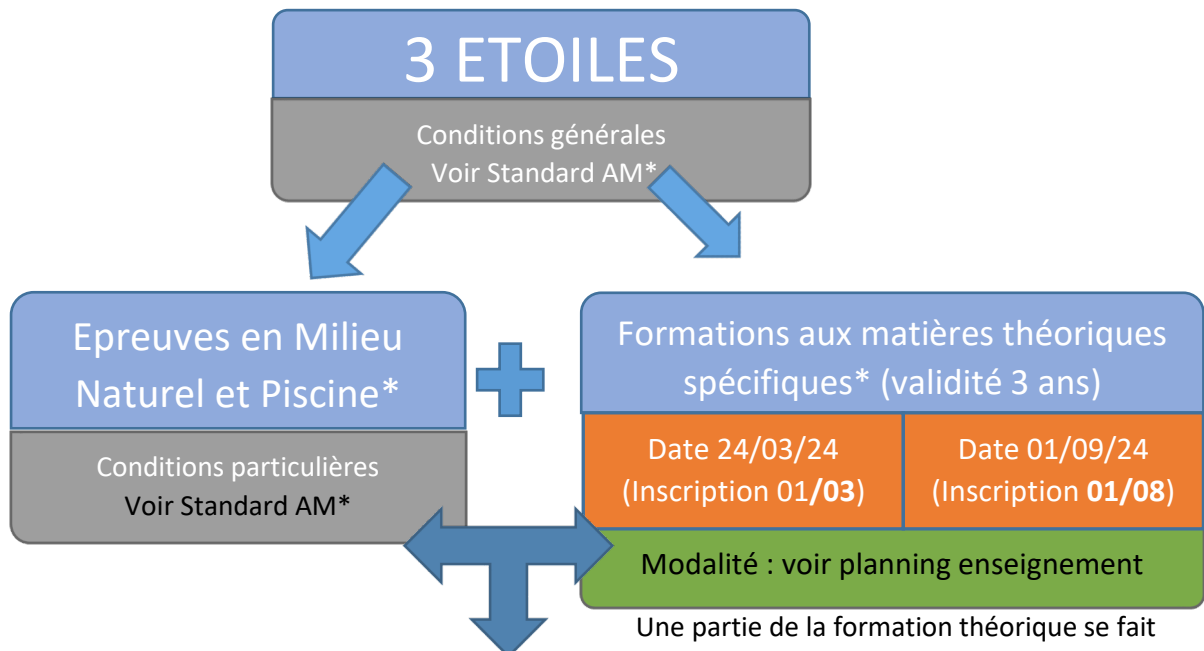 3 ETOILES
Conditions générales
Voir Standard AM*
Epreuves en Milieu
Naturel et Piscine*
Conditions particulières
Voir Standard AM*
Formations aux matières théoriques
spécifiques* (validité 3 ans)
Date 24/03/24
(Inscription 01/03)
Date 01/09/24
(Inscription 01/08)
Modalité : voir planning enseignement
Une partie de la formation théorique se fait